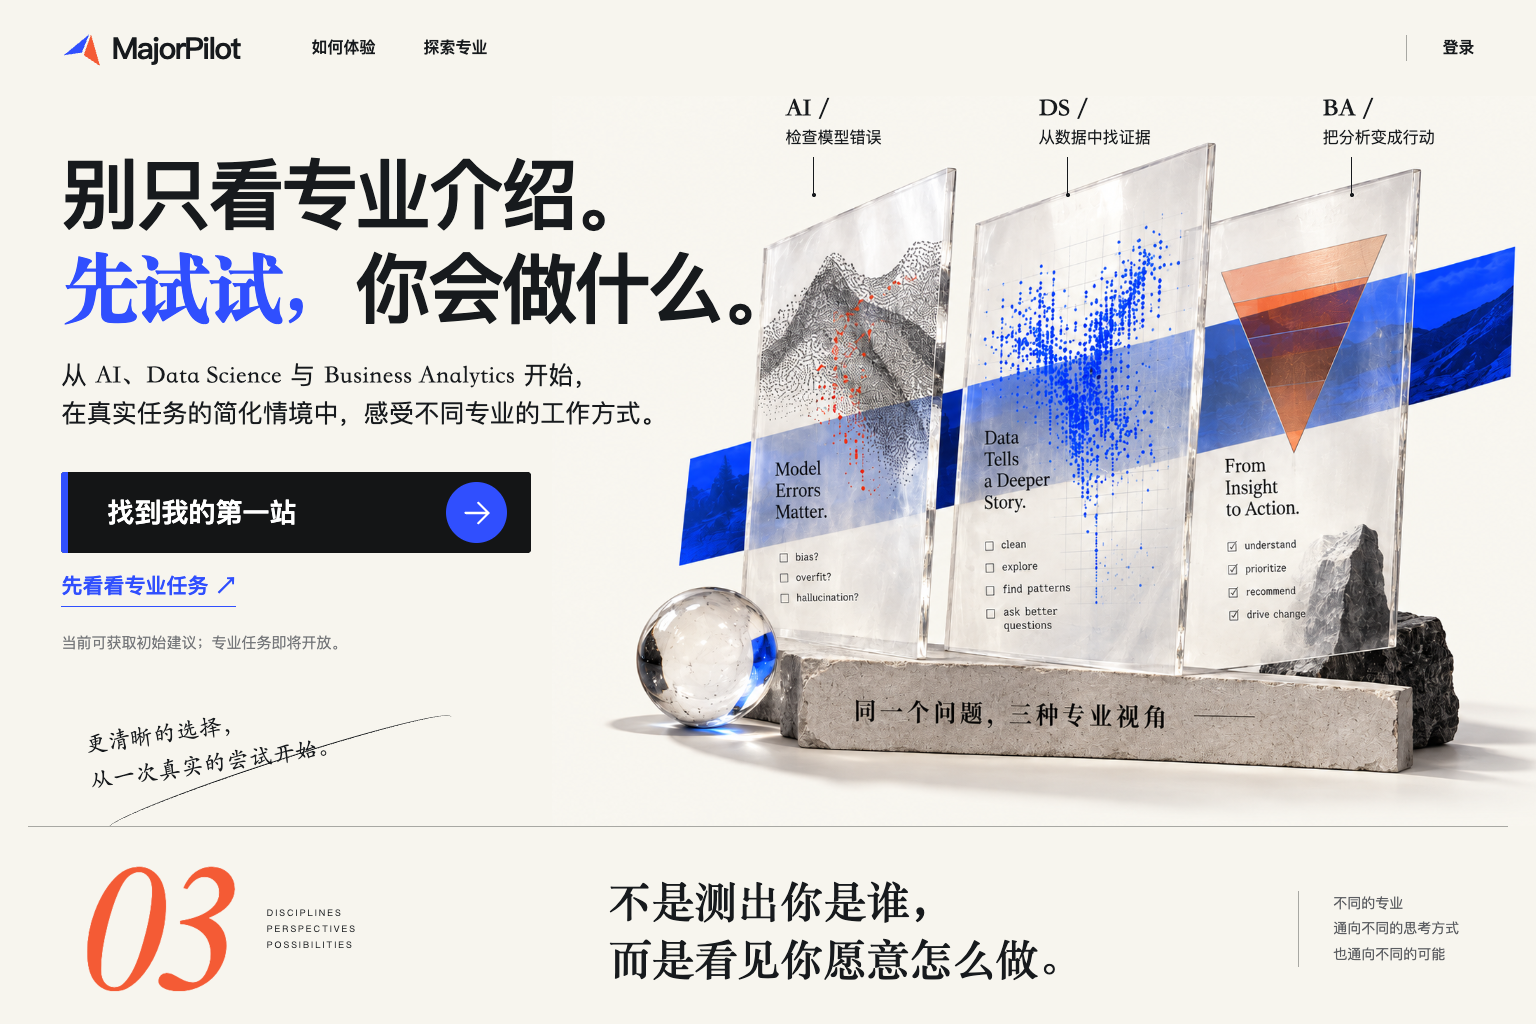 MajorPilot
如何体验
探索专业
登录
别只看专业介绍。
先试试，你会做什么。
从 AI、Data Science 与 Business Analytics 开始，
在真实任务的简化情境中，感受不同专业的工作方式。
找到我的第一站
先看看专业任务 ↗
当前可获取初始建议；专业任务即将开放。
更清晰的选择，
从一次真实的尝试开始。
AI /
检查模型错误
DS /
从数据中找证据
BA /
把分析变成行动
Model
Errors
Matter.
bias?
overfit?
hallucination?
Data
Tells
a Deeper
Story.
clean
explore
find patterns
ask better
questions
From
Insight
to Action.
understand
prioritize
recommend
drive change
同一个问题，三种专业视角
03
DISCIPLINES
PERSPECTIVES
POSSIBILITIES
不是测出你是谁，
而是看见你愿意怎么做。
不同的专业
通向不同的思考方式
也通向不同的可能